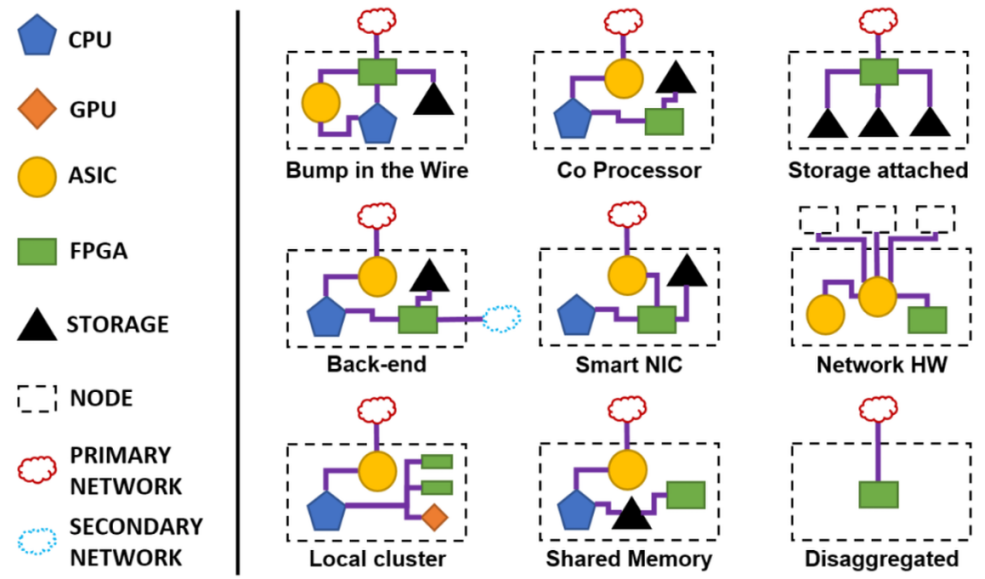 CPU
GPU
ASIC
FPGA
STORAGE
NODE
PRIMARY
NETWORK
SECONDARY
NETWORK
Bump in the Wire
Co Processor
Storage attached
Back-end
Smart NIC
Network HW
Local cluster
Shared Memory
Disaggregated